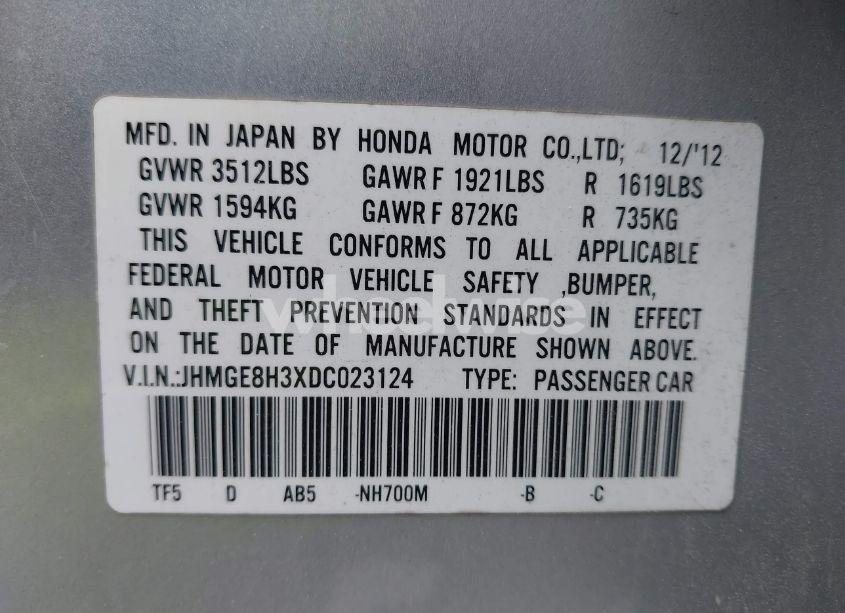 MFD. IN JAPAN BY HONDA MOTOR CO.,LTD; 12/'12
GVWR 3512LBS GAWR F 1921LBS R 1619LBS
GVWR 1594KG GAWR F 872KG R 735KG
THIS VEHICLE CONFORMS TO ALL APPLICABLE
FEDERAL MOTOR VEHICLE SAFETY ,BUMPER,
AND THEFT PREVENTION STANDARDS IN EFFECT
wheelwise
ON THE DATE OF MANUFACTURE SHOWN ABOVE.
V.I.N.:JHMGE8H3XDC023124 TYPE: PASSENGER CAR
TF5 D AB5 -NH700M -B -C